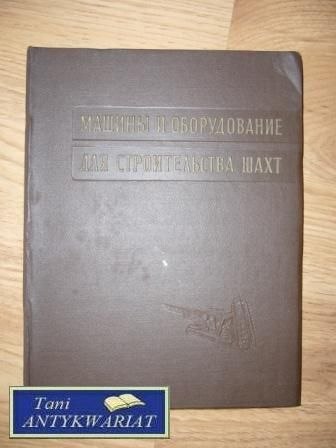 МАШИНЫ И ОБОРУДОВАНИЕ
ДЛЯ СТРОИТЕЛЬСТВА ШАХТ
Tani
ANTYKWARIAT